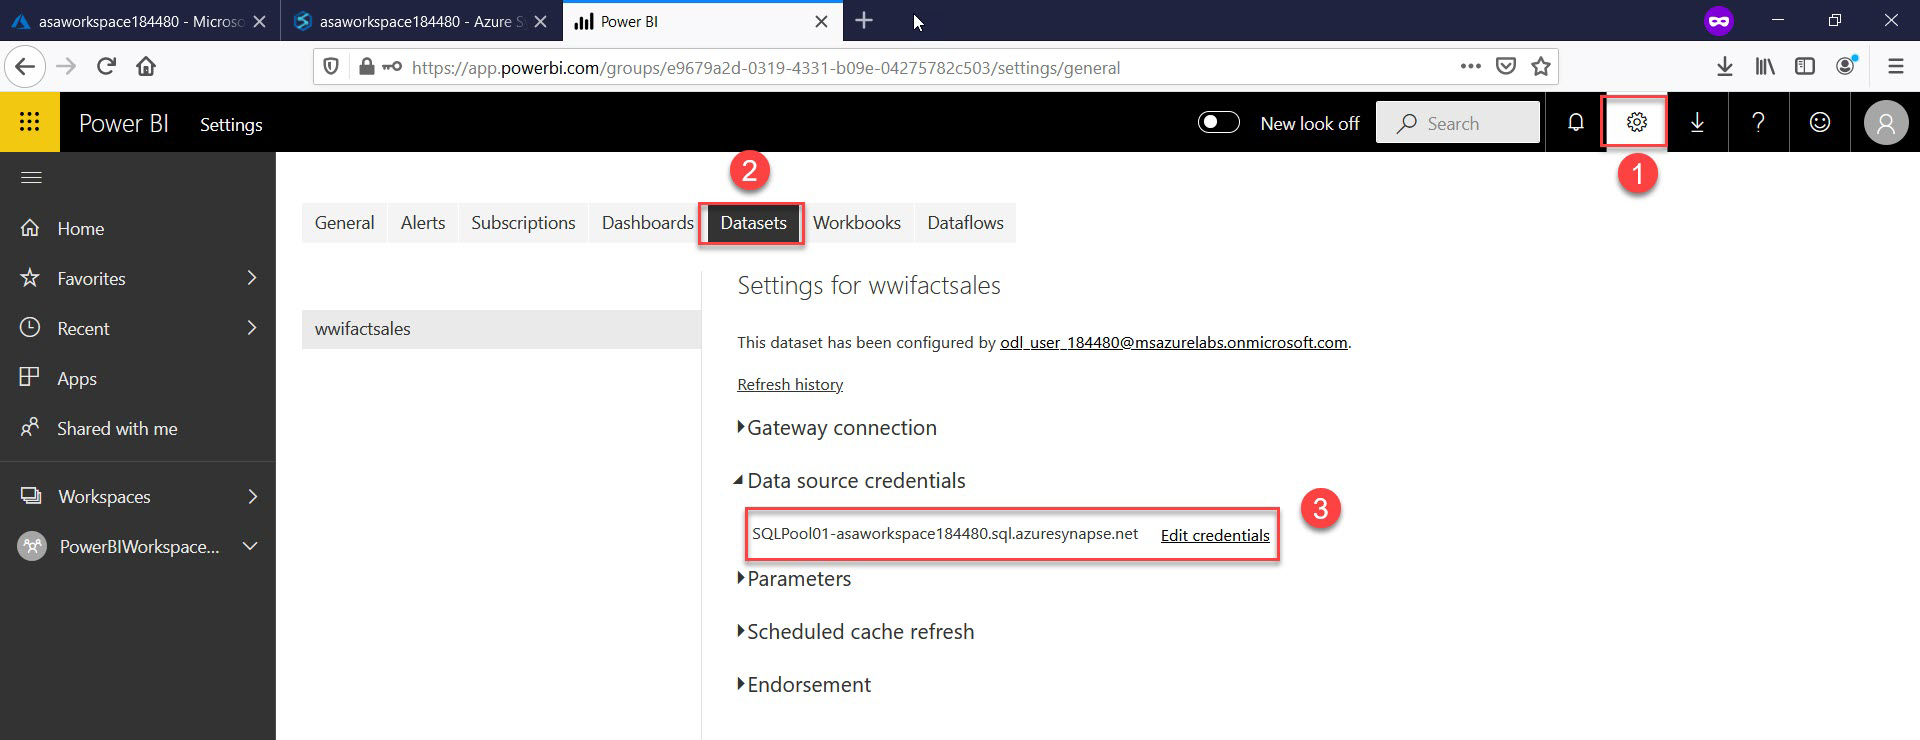 asaworkspace184480 - Microso
asaworkspace184480 - Azure S
Power BI
https://app.powerbi.com/groups/e9679a2d-0319-4331-b09e-04275782c503/settings/general
Power BI
Settings
New look off
Search
?
1
2
Home
Favorites
Recent
Apps
Shared with me
Workspaces
PowerBIWorkspace...
General
Alerts
Subscriptions
Dashboards
Datasets
Workbooks
Dataflows
wwifactsales
Settings for wwifactsales
This dataset has been configured by odl_user_184480@msazurelabs.onmicrosoft.com.
Refresh history
Gateway connection
Data source credentials
SQLPool01-asaworkspace184480.sql.azuresynapse.net
Edit credentials
3
Parameters
Scheduled cache refresh
Endorsement